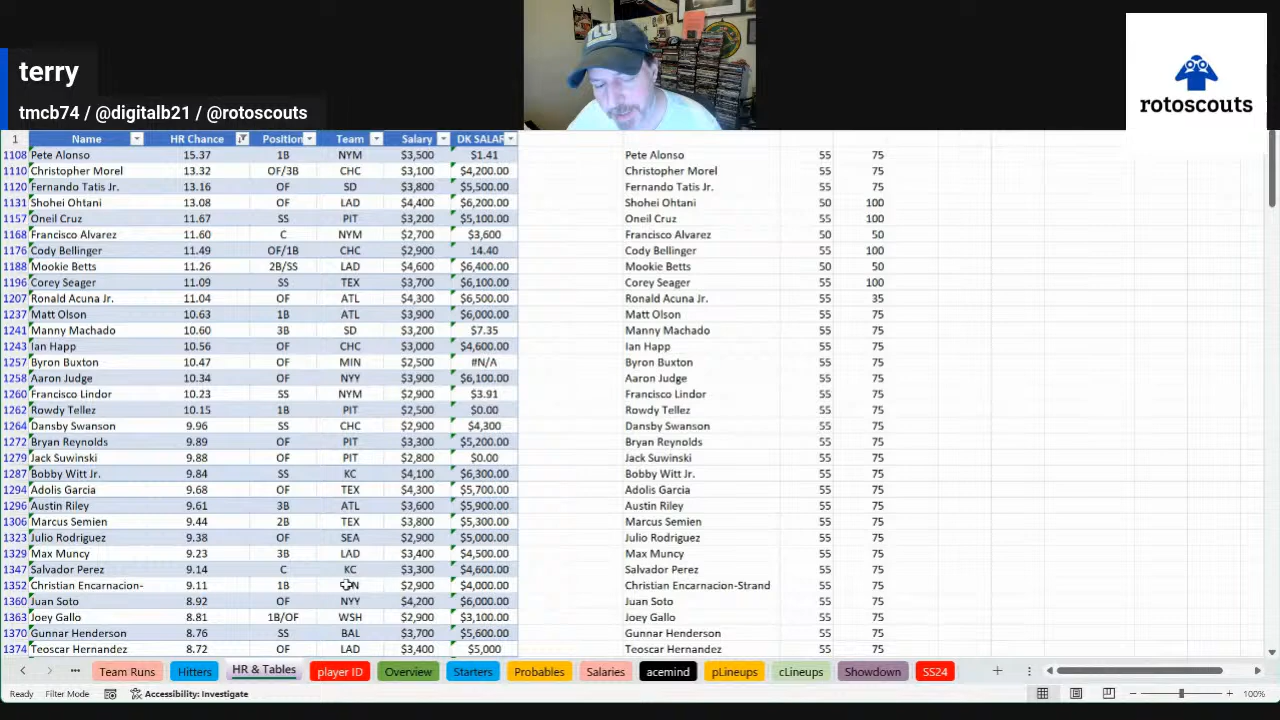 terry
tmcb74 / @digitalb21 / @rotoscouts
rotoscouts
1 Name HR Chance Position Team Salary DK SALAR
1108 Pete Alonso 15.37 1B NYM $3,500 $1.41 Pete Alonso 55 75
1110 Christopher Morel 13.32 OF/3B CHC $3,100 $4,200.00 Christopher Morel 55 75
1120 Fernando Tatis Jr. 13.16 OF SD $3,800 $5,500.00 Fernando Tatis Jr. 55 75
1131 Shohei Ohtani 13.08 OF LAD $4,400 $6,200.00 Shohei Ohtani 50 100
1157 Oneil Cruz 11.67 SS PIT $3,200 $5,100.00 Oneil Cruz 55 100
1168 Francisco Alvarez 11.60 C NYM $2,700 $3,600 Francisco Alvarez 50 50
1176 Cody Bellinger 11.49 OF/1B CHC $2,900 14.40 Cody Bellinger 55 100
1188 Mookie Betts 11.26 2B/SS LAD $4,600 $6,400.00 Mookie Betts 50 50
1196 Corey Seager 11.09 SS TEX $3,700 $6,100.00 Corey Seager 55 100
1207 Ronald Acuna Jr. 11.04 OF ATL $4,300 $6,500.00 Ronald Acuna Jr. 55 35
1237 Matt Olson 10.63 1B ATL $3,900 $6,000.00 Matt Olson 55 75
1241 Manny Machado 10.60 3B SD $3,200 $7.35 Manny Machado 55 75
1243 Ian Happ 10.56 OF CHC $3,000 $4,600.00 Ian Happ 55 75
1257 Byron Buxton 10.47 OF MIN $2,500 #N/A Byron Buxton 55 75
1258 Aaron Judge 10.34 OF NYY $3,900 $6,100.00 Aaron Judge 55 75
1260 Francisco Lindor 10.23 SS NYM $2,900 $3.91 Francisco Lindor 55 75
1262 Rowdy Tellez 10.15 1B PIT $2,500 $0.00 Rowdy Tellez 55 75
1264 Dansby Swanson 9.96 SS CHC $2,900 $4,300 Dansby Swanson 55 75
1272 Bryan Reynolds 9.89 OF PIT $3,300 $5,200.00 Bryan Reynolds 55 75
1279 Jack Suwinski 9.88 OF PIT $2,800 $0.00 Jack Suwinski 55 75
1287 Bobby Witt Jr. 9.84 SS KC $4,100 $6,300.00 Bobby Witt Jr. 55 75
1294 Adolis Garcia 9.68 OF TEX $4,300 $5,700.00 Adolis Garcia 55 75
1296 Austin Riley 9.61 3B ATL $3,600 $5,900.00 Austin Riley 55 75
1306 Marcus Semien 9.44 2B TEX $3,800 $5,300.00 Marcus Semien 55 75
1323 Julio Rodriguez 9.38 OF SEA $2,900 $5,000.00 Julio Rodriguez 55 75
1329 Max Muncy 9.23 3B LAD $3,400 $4,500.00 Max Muncy 55 75
1347 Salvador Perez 9.14 C KC $3,300 $4,600.00 Salvador Perez 55 75
1352 Christian Encarnacion- 9.11 1B $2,900 $4,000.00 Christian Encarnacion-Strand 55 75
1360 Juan Soto 8.92 OF NYY $4,200 $6,000.00 Juan Soto 55 75
1363 Joey Gallo 8.81 1B/OF WSH $2,900 $3,100.00 Joey Gallo 55 75
1370 Gunnar Henderson 8.76 SS BAL $3,700 $5,600.00 Gunnar Henderson 55 75
1374 Teoscar Hernandez 8.72 OF LAD $3,400 $5,000 Teoscar Hernandez 55 75
Team Runs Hitters HR & Tables player ID Overview Starters Probables Salaries acemind pLineups cLineups Showdown SS24
Ready Filter Mode Accessibility: Investigate 100%